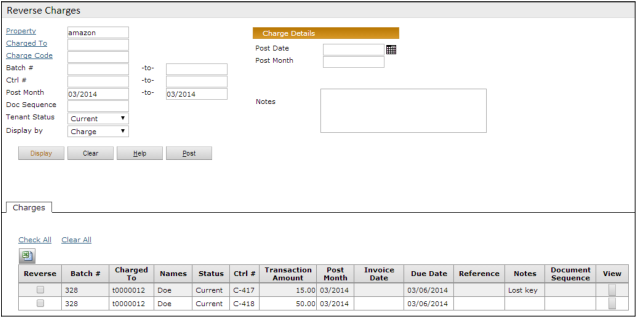 Reverse Charges
Property amazon
Charged To
Charge Code
Batch # -to-
Ctrl # -to-
Post Month 03/2014 -to- 03/2014
Doc Sequence
Tenant Status Current
Display by Charge
Charge Details
Post Date
Post Month
Notes
Display Clear Help Post
Charges
Check All Clear All
Reverse Batch # Charged To Names Status Ctrl # Transaction Amount Post Month Invoice Date Due Date Reference Notes Document Sequence View
328 t0000012 Doe Current C-417 15.00 03/2014 03/06/2014 Lost key
328 t0000012 Doe Current C-418 50.00 03/2014 03/06/2014